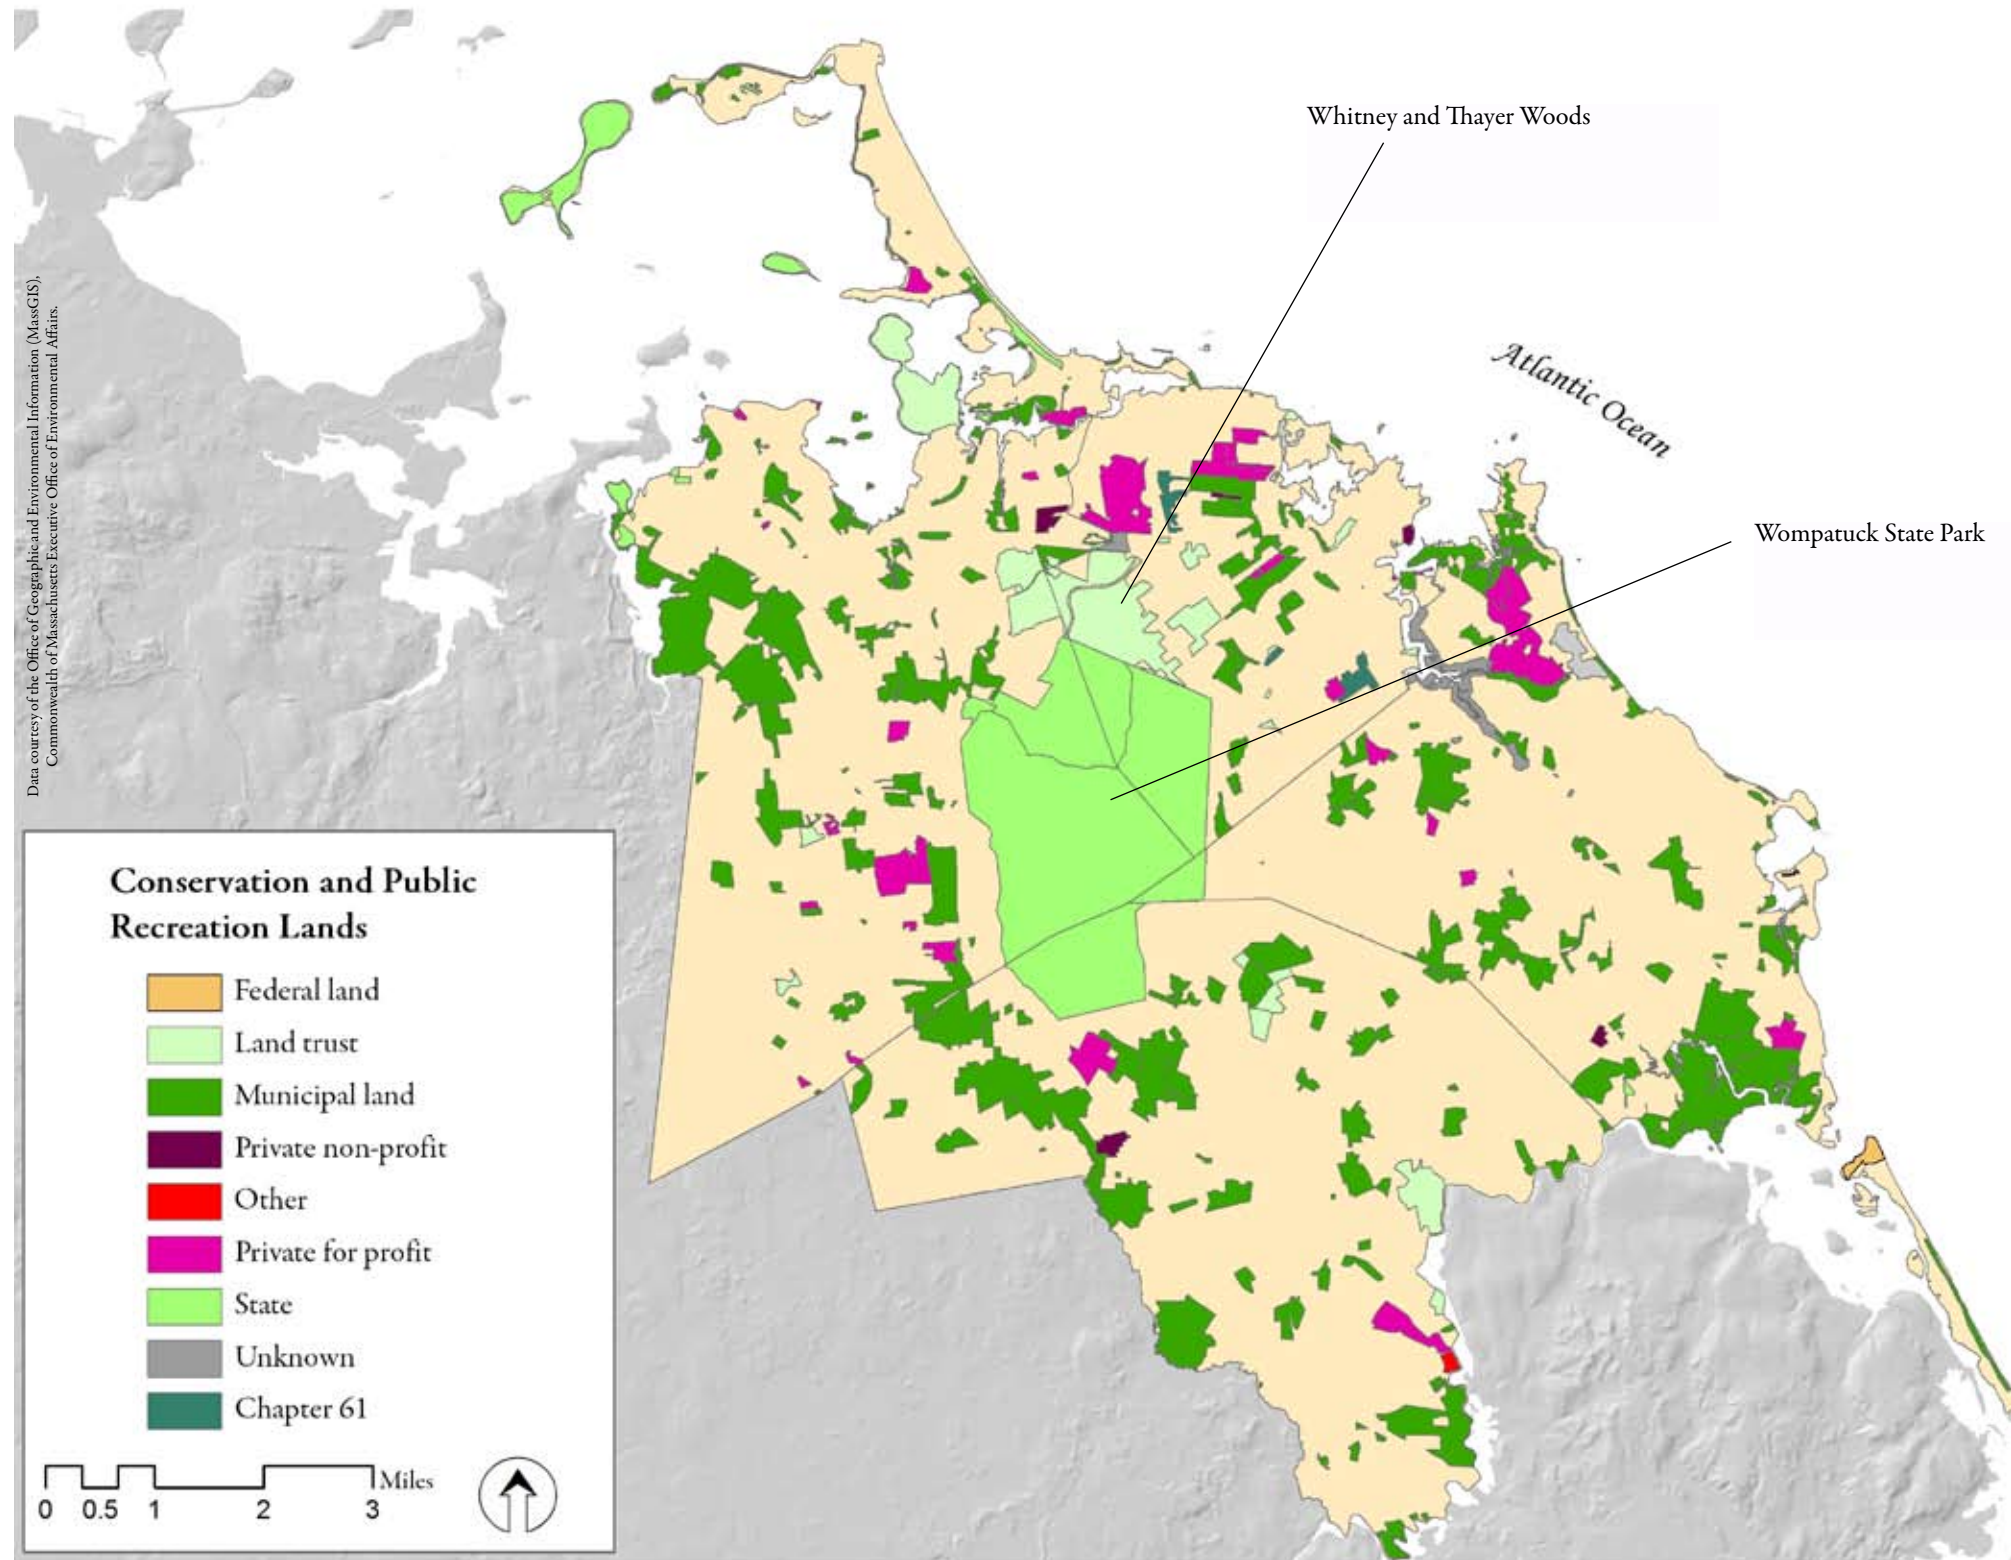 Whitney and Thayer Woods
Atlantic Ocean
Wompatuck State Park
Data courtesy of the Office of Geographic and Environmental Information (MassGIS),
Commonwealth of Massachusetts Executive Office of Environmental Affairs.
Conservation and Public
Recreation Lands
Federal land
Land trust
Municipal land
Private non-profit
Other
Private for profit
State
Unknown
Chapter 61
Miles
0 0.5 1 2 3